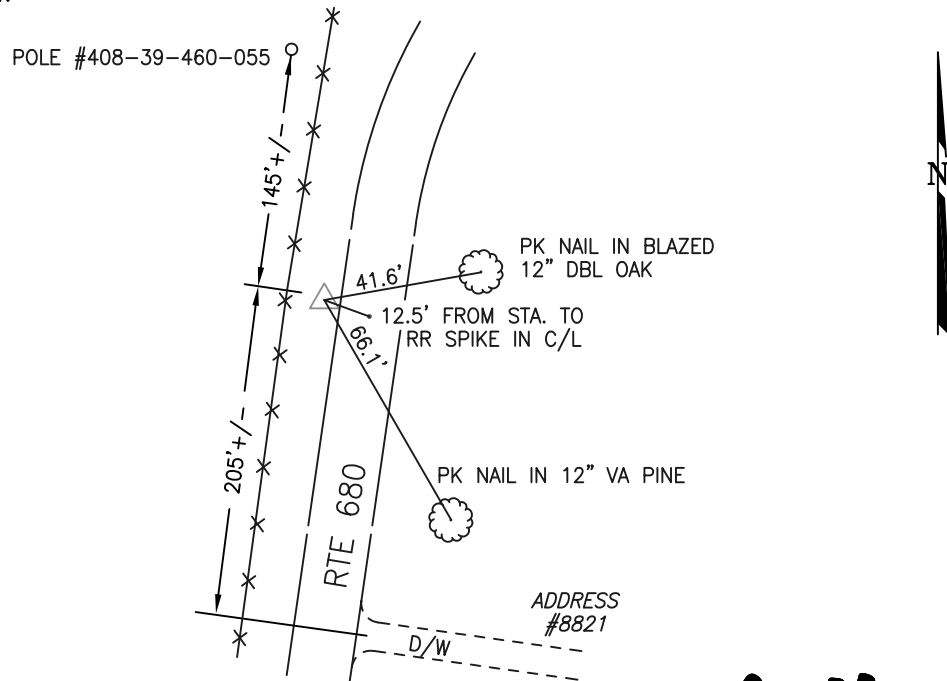 POLE #408-39-460-055
145'+/-
N
PK NAIL IN BLAZED
12" DBL OAK
41.6'
12.5' FROM STA. TO
RR SPIKE IN C/L
66.1'
205'+/-
PK NAIL IN 12" VA PINE
RTE 680
ADDRESS
#8821
D/W